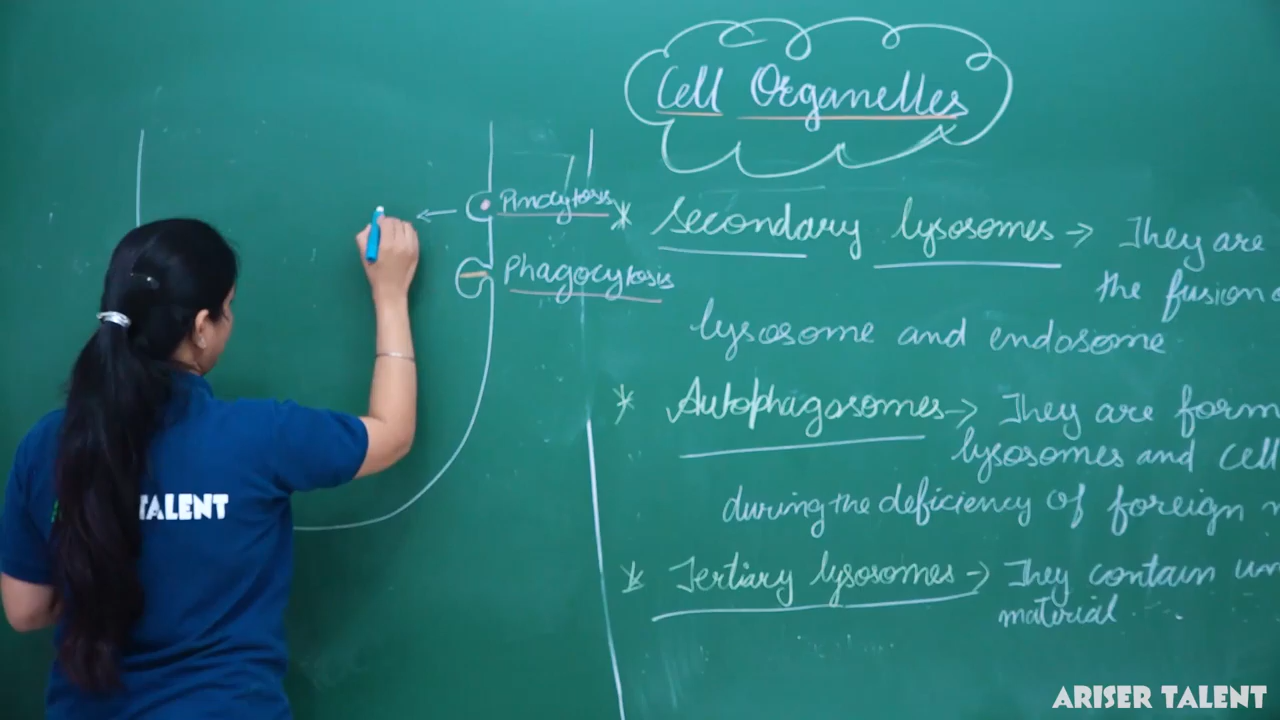 Cell Organelles
Pinocytosis
Phagocytosis
* Secondary lysosomes -> They are
the fusion
lysosome and endosome
* Autophagosomes -> They are form
lysosomes and cell
during the deficiency of foreign
* Tertiary lysosomes -> They contain un
material
TALENT
ARISER TALENT